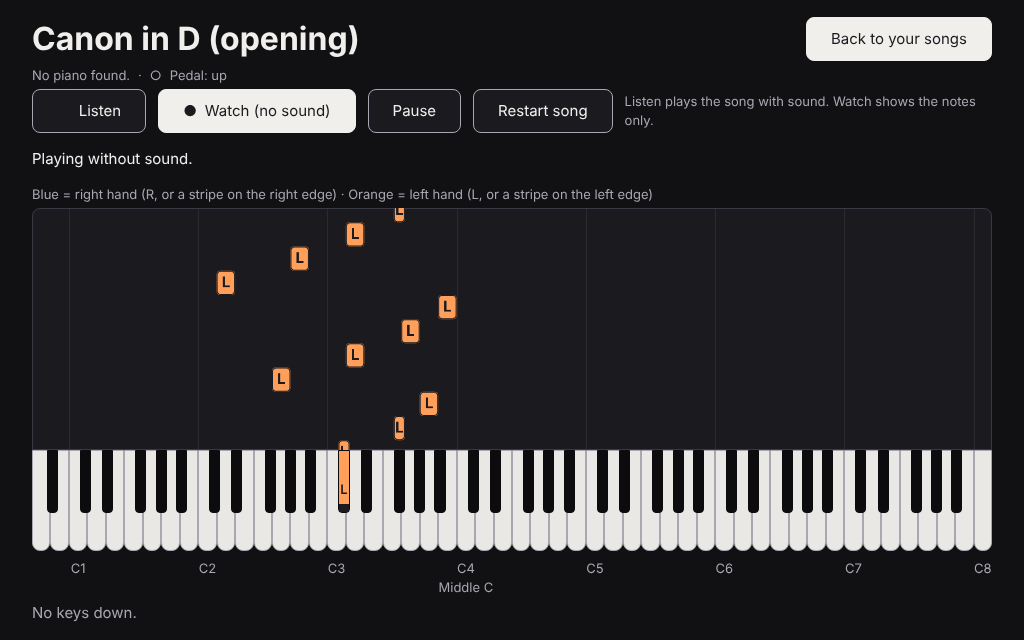 Canon in D (opening)
Back to your songs
No piano found. · O Pedal: up
Listen
Watch (no sound)
Pause
Restart song
Listen plays the song with sound. Watch shows the notes
only.
Playing without sound.
Blue = right hand (R, or a stripe on the right edge) · Orange = left hand (L, or a stripe on the left edge)
L
L
L
L
L
L
L
L
L
L
L
L
C1 C2 C3 C4 C5 C6 C7 C8
Middle C
No keys down.